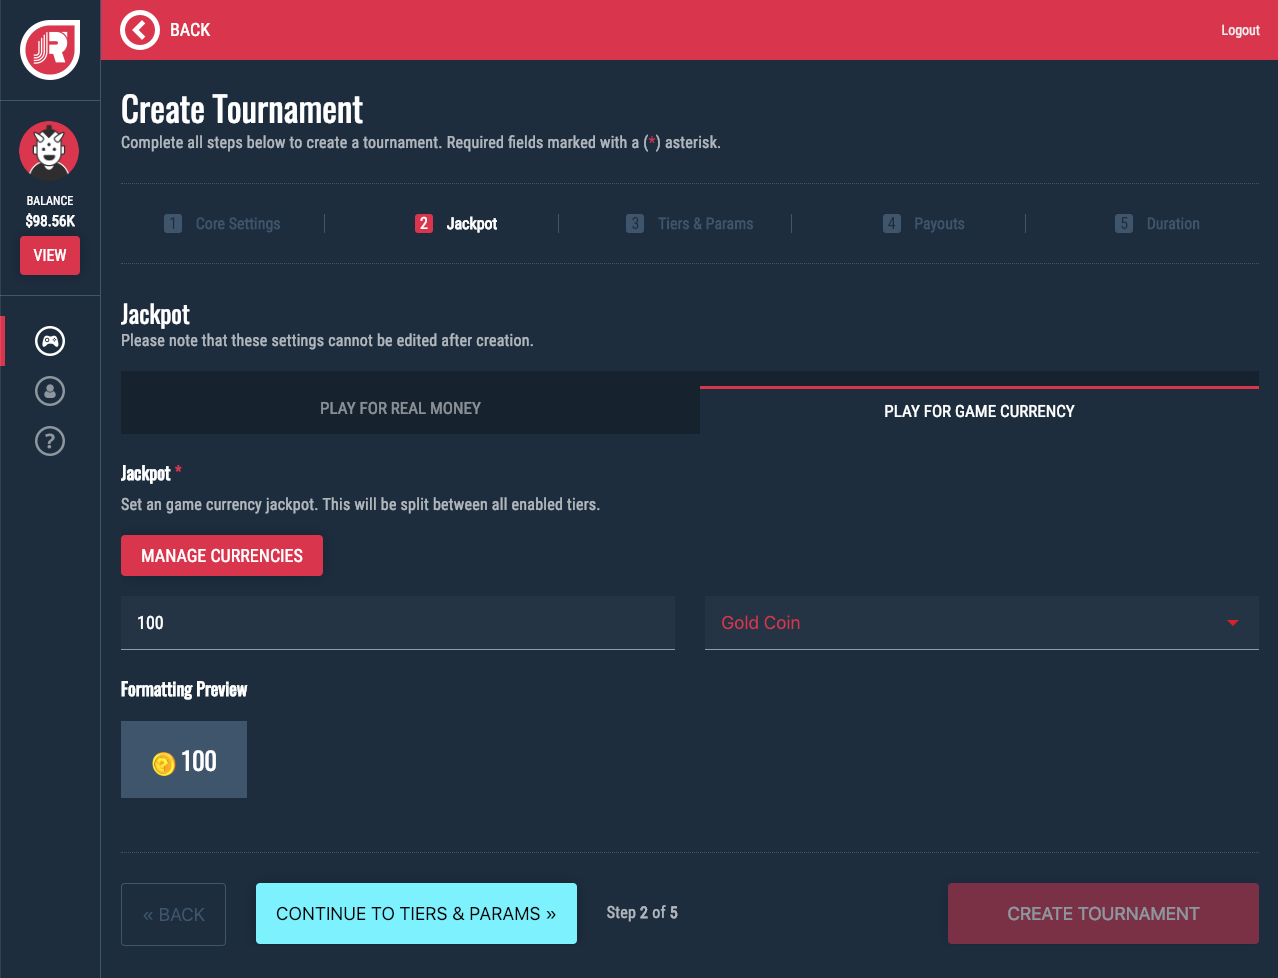 BACK
Logout
R
Create Tournament
Complete all steps below to create a tournament. Required fields marked with a (*) asterisk.
BALANCE
$98.56K
VIEW
1 Core Settings
2 Jackpot
3 Tiers & Params
4 Payouts
5 Duration
Jackpot
Please note that these settings cannot be edited after creation.
PLAY FOR REAL MONEY
PLAY FOR GAME CURRENCY
Jackpot *
Set an game currency jackpot. This will be split between all enabled tiers.
MANAGE CURRENCIES
100
Gold Coin
Formatting Preview
100
« BACK
CONTINUE TO TIERS & PARAMS »
Step 2 of 5
CREATE TOURNAMENT